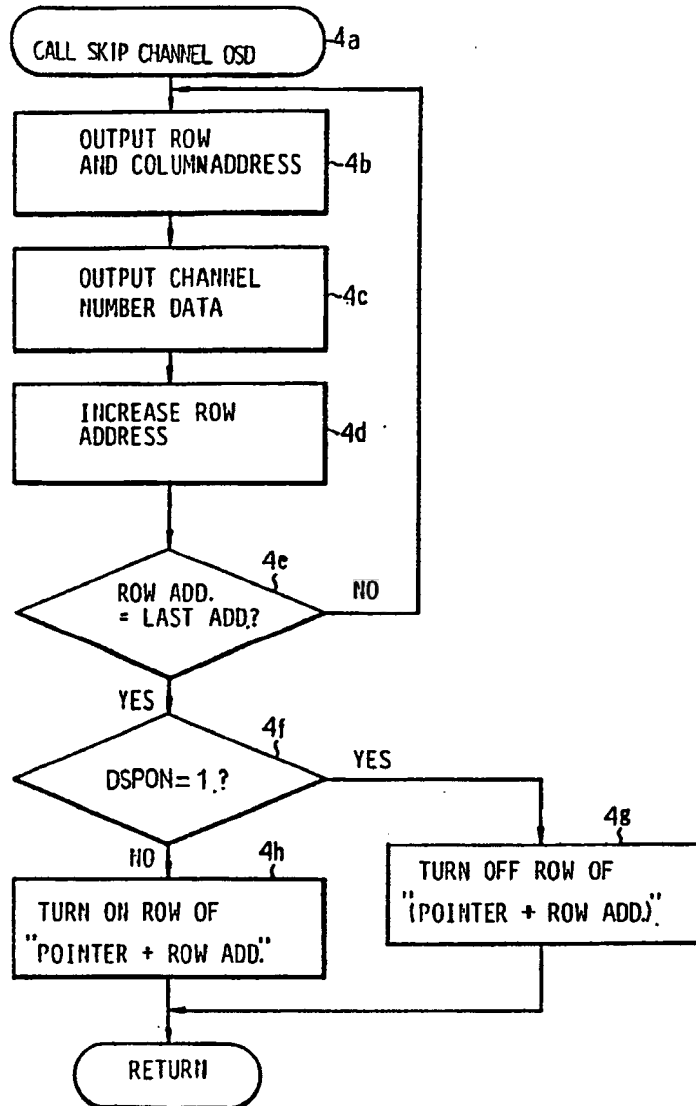 CALL SKIP CHANNEL OSD
4a
OUTPUT ROW
AND COLUMNADDRESS
4b
OUTPUT CHANNEL
NUMBER DATA
4c
INCREASE ROW
ADDRESS
4d
4e
ROW ADD.
= LAST ADD.?
NO
YES
4f
DSPON=1.?
YES
NO
4g
TURN OFF ROW OF
"(POINTER + ROW ADD.)".
4h
TURN ON ROW OF
"POINTER + ROW ADD."
RETURN